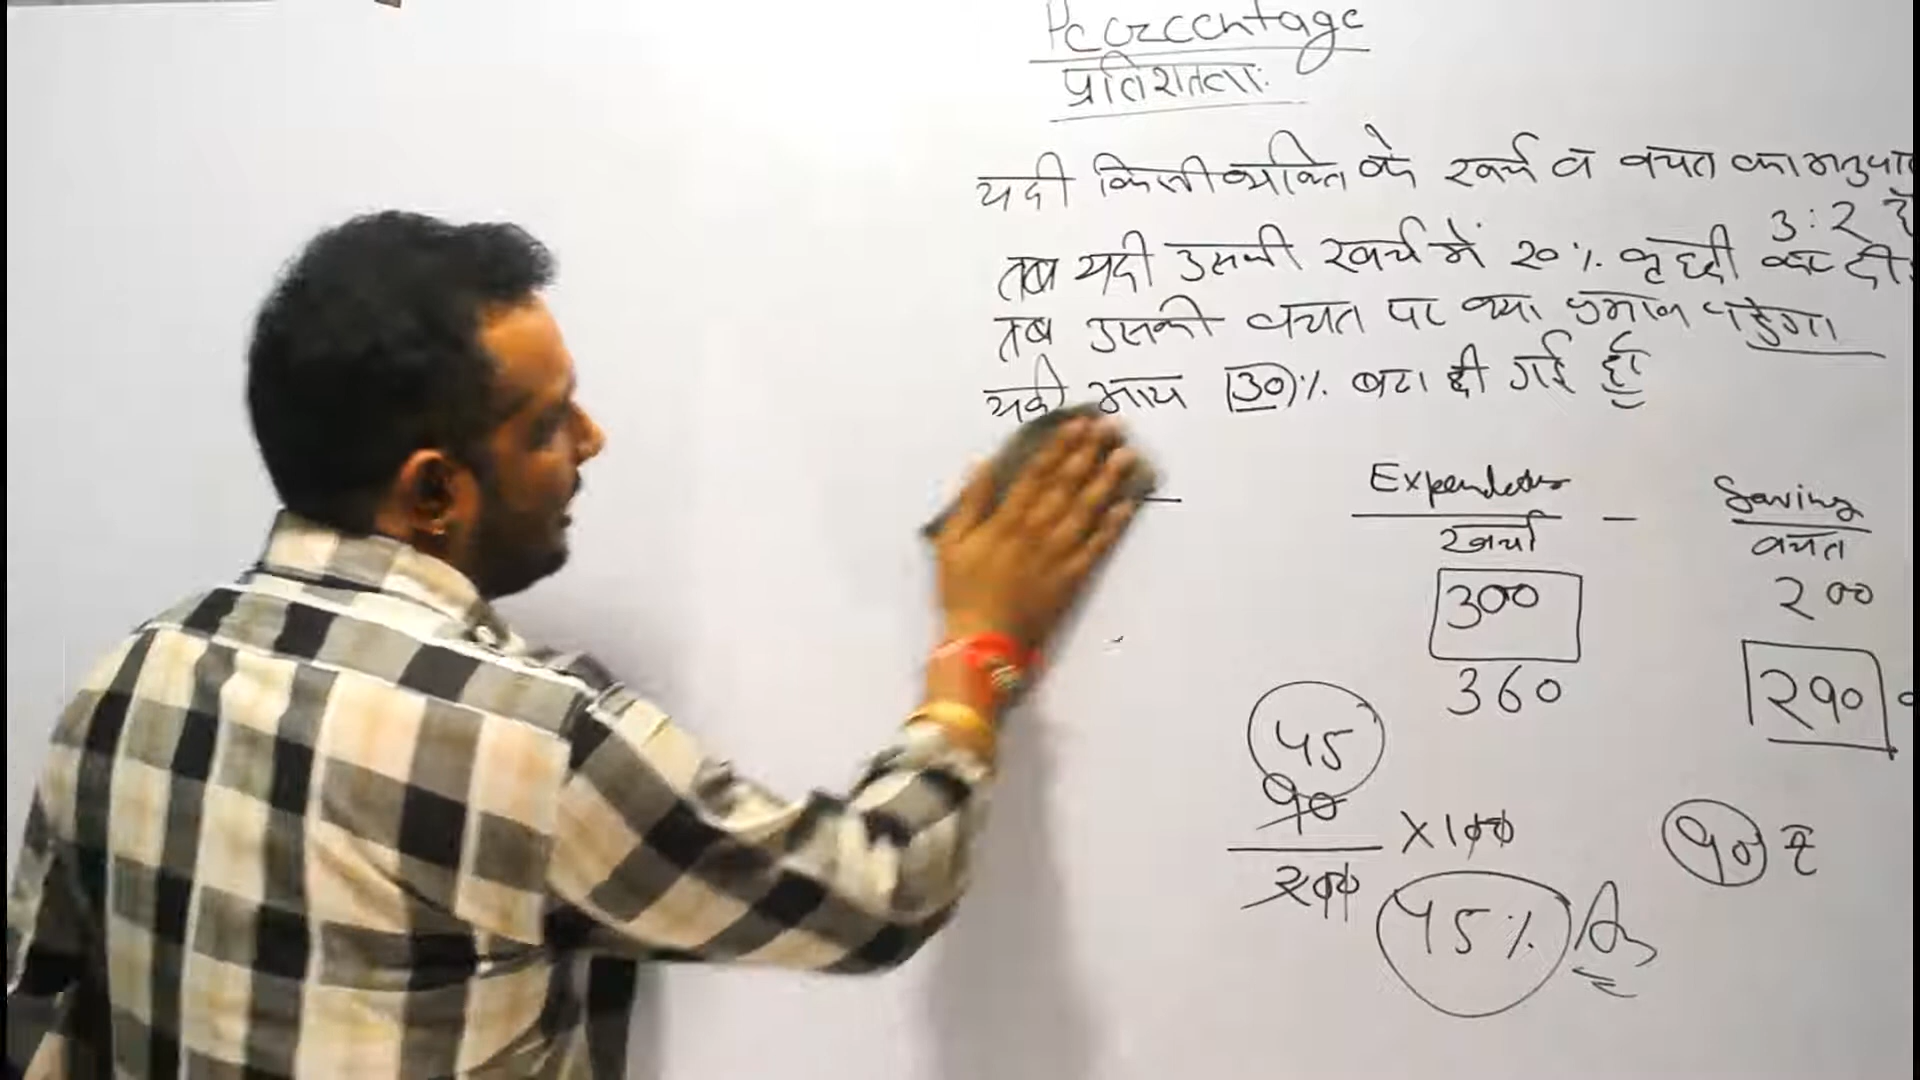 Percentage
प्रतिशतताः
यदी किसी व्यक्ति के खर्च व बचत का अनुपात
3:2 है
तब यदी उसकी खर्च में 20% वृद्धी कर दी
तब उसकी बचत पर क्या प्रभाव पड़ेगा
यदी आय (30)% बढा दी गई हो
Expenditure — Saving
खर्चा बचत
300 200
360 290
45
90
200 ×100
45%
90 ₹